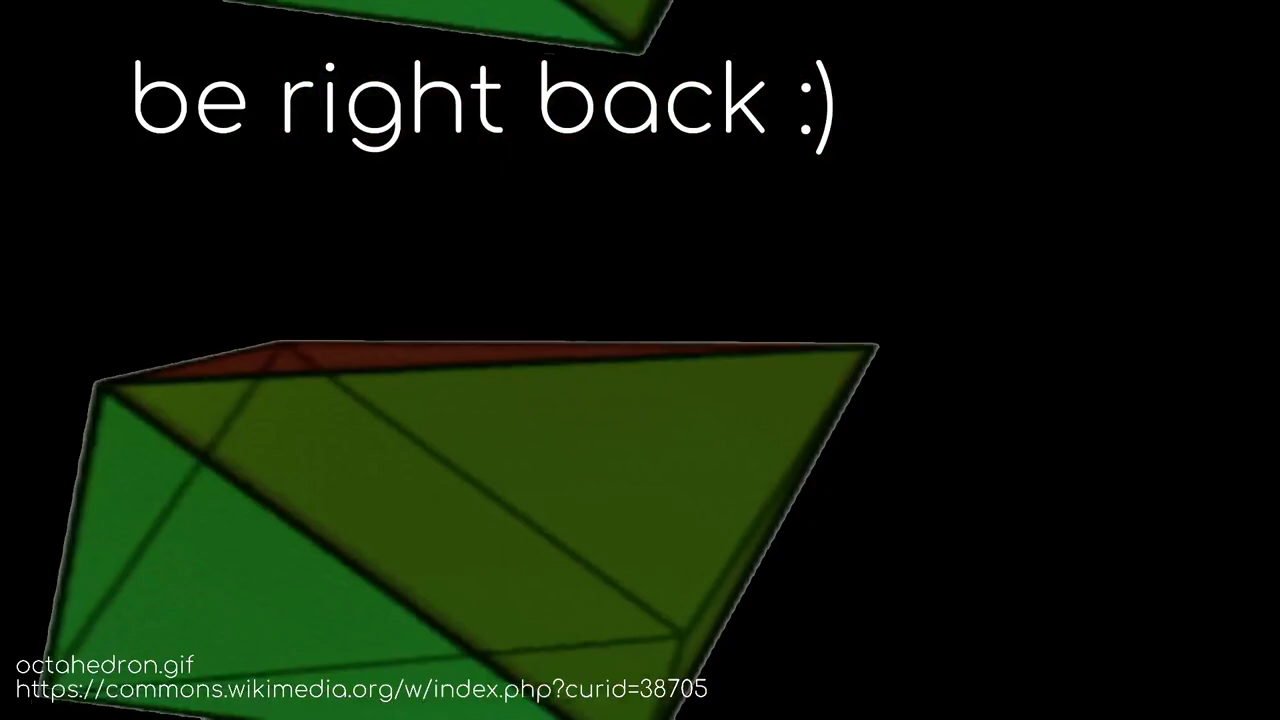 be right back :)
octahedron.gif
https://commons.wikimedia.org/w/index.php?curid=38705